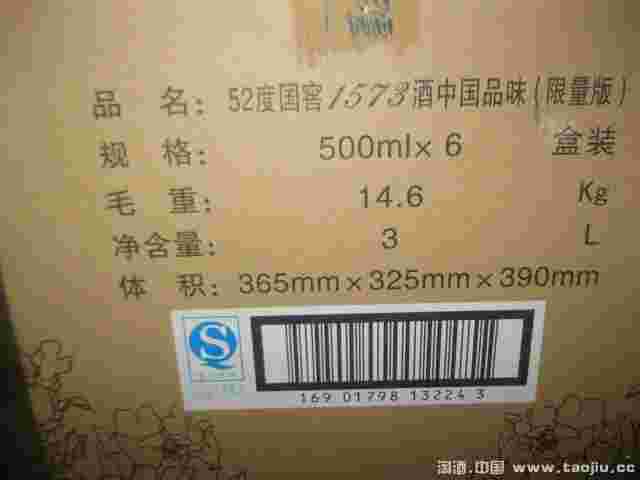 品 名: 52度国窖1573酒中国品味(限量版)
规 格: 500ml×6 盒装
毛 重: 14.6 Kg
净含量: 3 L
体 积: 365mm×325mm×390mm
169 01798 13224 3
淘酒.中国 www.taojiu.cc